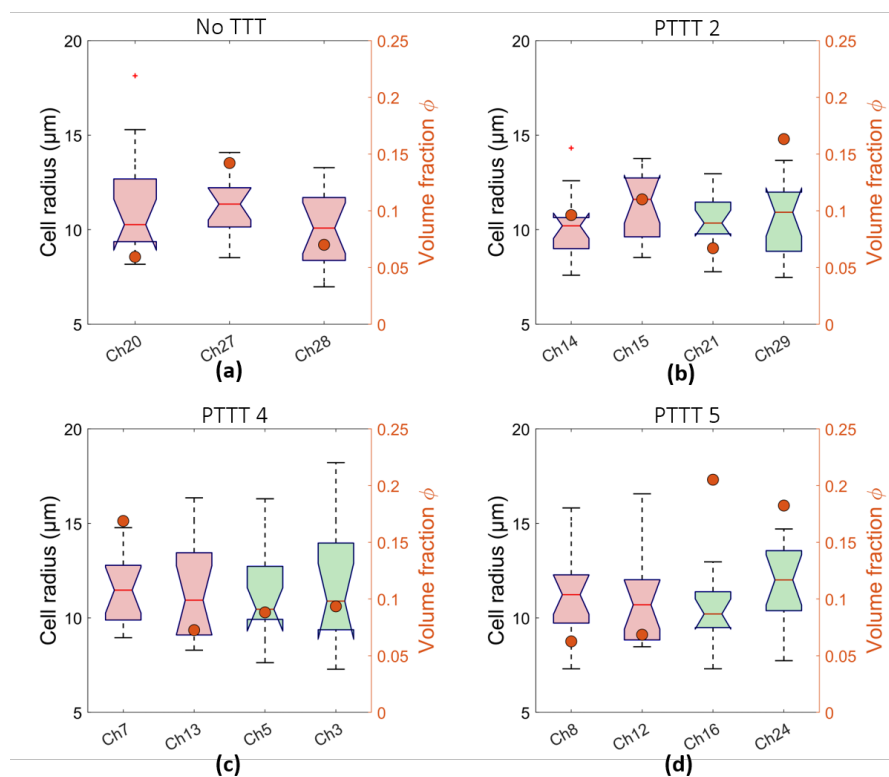 No TTT
20
15
10
5
Cell radius (μm)
0.25
0.2
0.15
0.1
0.05
0
Volume fraction ϕ
Ch20
Ch27
Ch28
(a)
PTTT 2
20
15
10
5
Cell radius (μm)
0.25
0.2
0.15
0.1
0.05
0
Volume fraction ϕ
Ch14
Ch15
Ch21
Ch29
(b)
PTTT 4
20
15
10
5
Cell radius (μm)
0.25
0.2
0.15
0.1
0.05
0
Volume fraction ϕ
Ch7
Ch13
Ch5
Ch3
(c)
PTTT 5
20
15
10
5
Cell radius (μm)
0.25
0.2
0.15
0.1
0.05
0
Volume fraction ϕ
Ch8
Ch12
Ch16
Ch24
(d)